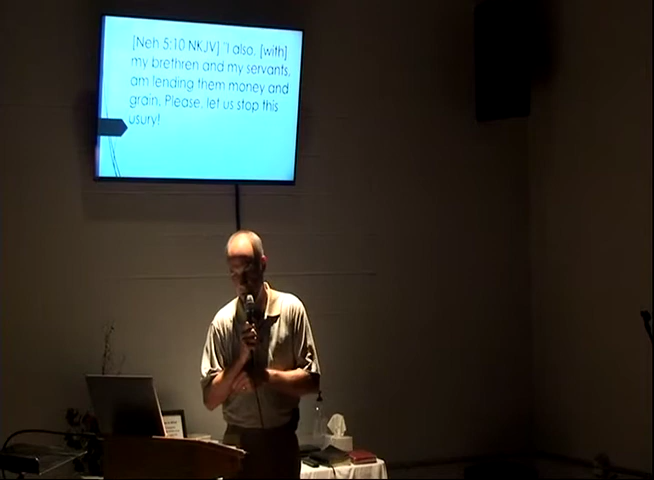 [Neh 5:10 NKJV] "I also, [with]
my brethren and my servants,
am lending them money and
grain. Please, let us stop this
usury!